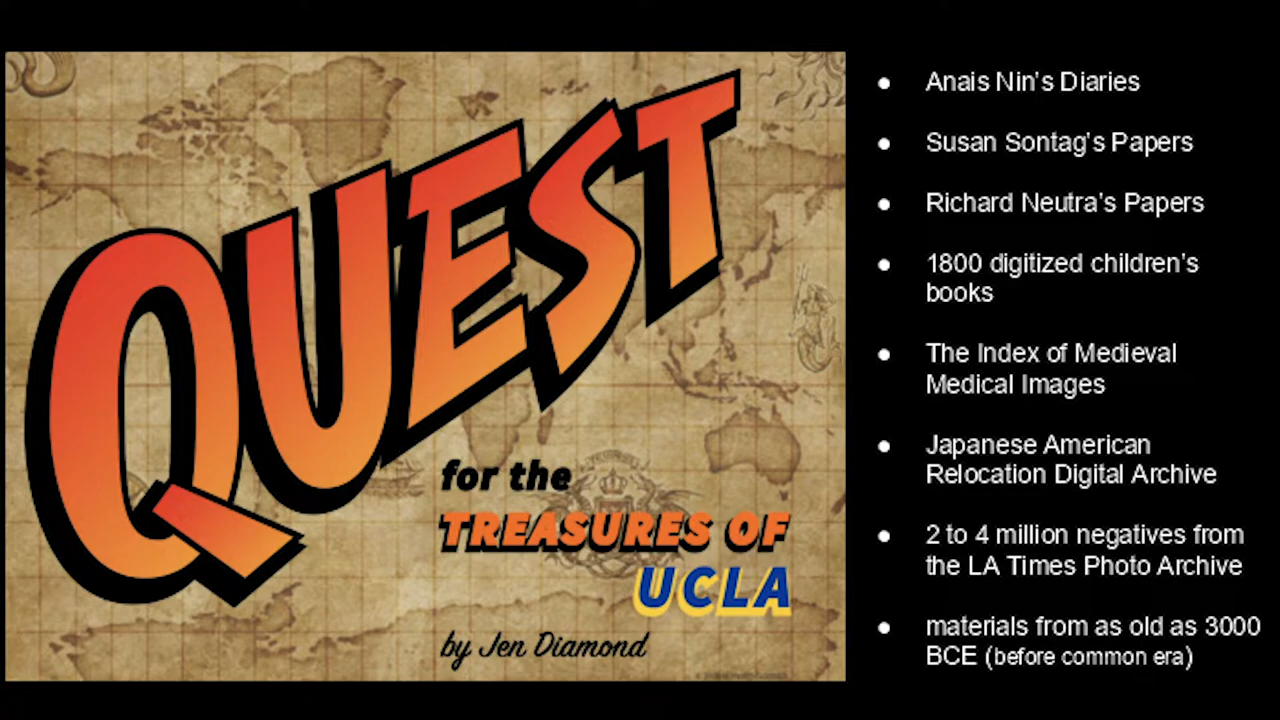 QUEST
for the
TREASURES OF
UCLA
by Jen Diamond
● Anais Nin's Diaries
● Susan Sontag's Papers
● Richard Neutra's Papers
● 1800 digitized children's
books
● The Index of Medieval
Medical Images
● Japanese American
Relocation Digital Archive
● 2 to 4 million negatives from
the LA Times Photo Archive
● materials from as old as 3000
BCE (before common era)